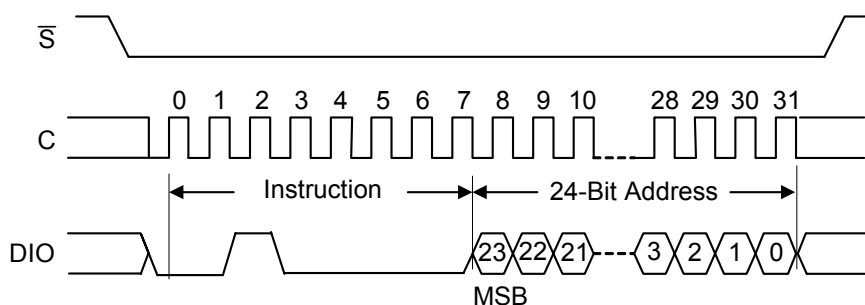 S
0 1 2 3 4 5 6 7 8 9 10 28 29 30 31
C
Instruction 24-Bit Address
DIO 23 22 21 3 2 1 0
MSB